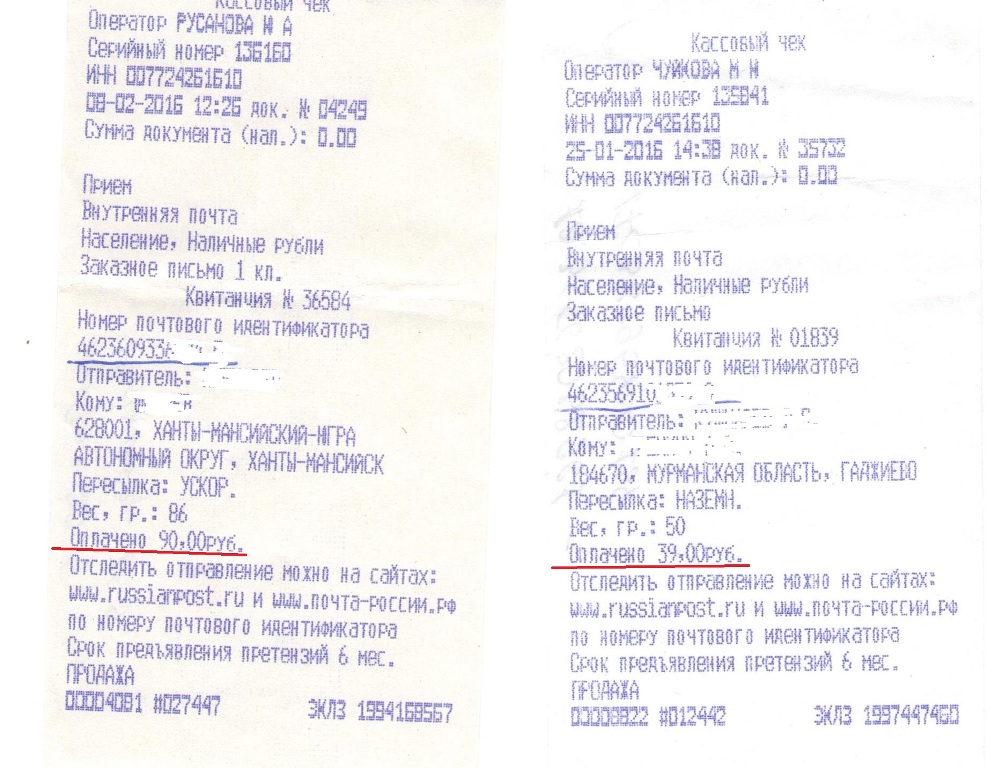 Кассовый чек
Оператор РУСАНОВА М А
Серийный номер 136160
ИНН 007724261610
08-02-2016 12:26 док. № 04249
Сумма документа (нал.): 0.00
Прием
Внутренняя почта
Население, Наличные рубли
Заказное письмо 1 кл.
Квитанция № 36584
Номер почтового идентификатора
4623609336
Отправитель:
Кому:
628001, ХАНТЫ-МАНСИЙСКИЙ-ЮГРА
АВТОНОМНЫЙ ОКРУГ, ХАНТЫ-МАНСИЙСК
Пересылка: УСКОР.
Вес, гр.: 86
Оплачено 90,00руб.
Отследить отправление можно на сайтах:
www.russianpost.ru и www.почта-россии.рф
по номеру почтового идентификатора
Срок предъявления претензий 6 мес.
ПРОДАЖА
00004081 #027447 ЭКЛЗ 1994168567
Кассовый чек
Оператор ЧУЙКОВА М М
Серийный номер 135841
ИНН 007724261610
25-01-2016 14:38 док. № 35732
Сумма документа (нал.): 0.00
Прием
Внутренняя почта
Население, Наличные рубли
Заказное письмо
Квитанция № 01839
Номер почтового идентификатора
4623569101
Отправитель:
Кому:
184670, МУРМАНСКАЯ ОБЛАСТЬ, ГАДЖИЕВО
Пересылка: НАЗЕМН.
Вес, гр.: 50
Оплачено 39,00руб.
Отследить отправление можно на сайтах:
www.russianpost.ru и www.почта-россии.рф
по номеру почтового идентификатора
Срок предъявления претензий 6 мес.
ПРОДАЖА
00008822 #012442 ЭКЛЗ 1997447460